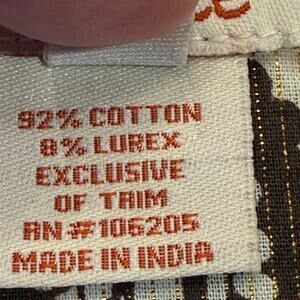 92% COTTON
8% LUREX
EXCLUSIVE
OF TRIM
RN #106205
MADE IN INDIA